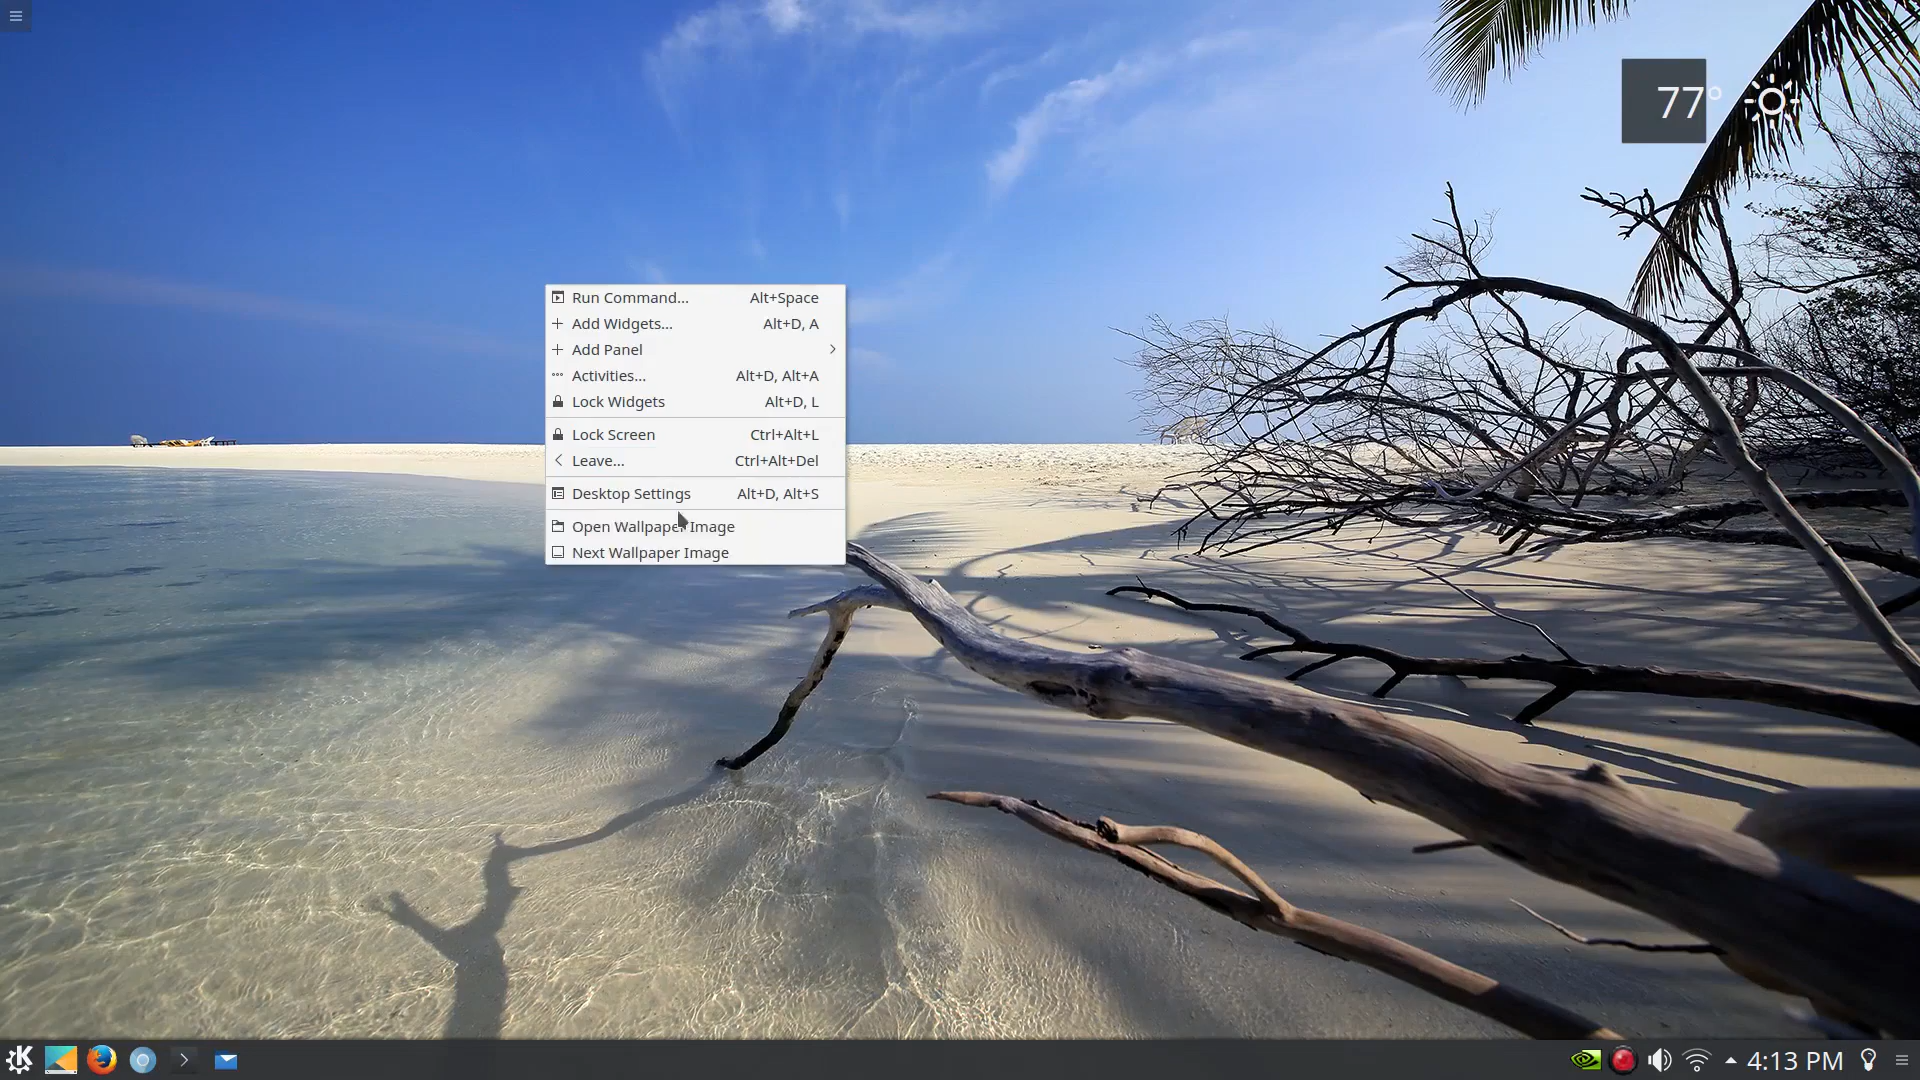 77°
Run Command... Alt+Space
Add Widgets... Alt+D, A
Add Panel
Activities... Alt+D, Alt+A
Lock Widgets Alt+D, L
Lock Screen Ctrl+Alt+L
Leave... Ctrl+Alt+Del
Desktop Settings Alt+D, Alt+S
Open Wallpaper Image
Next Wallpaper Image
4:13 PM